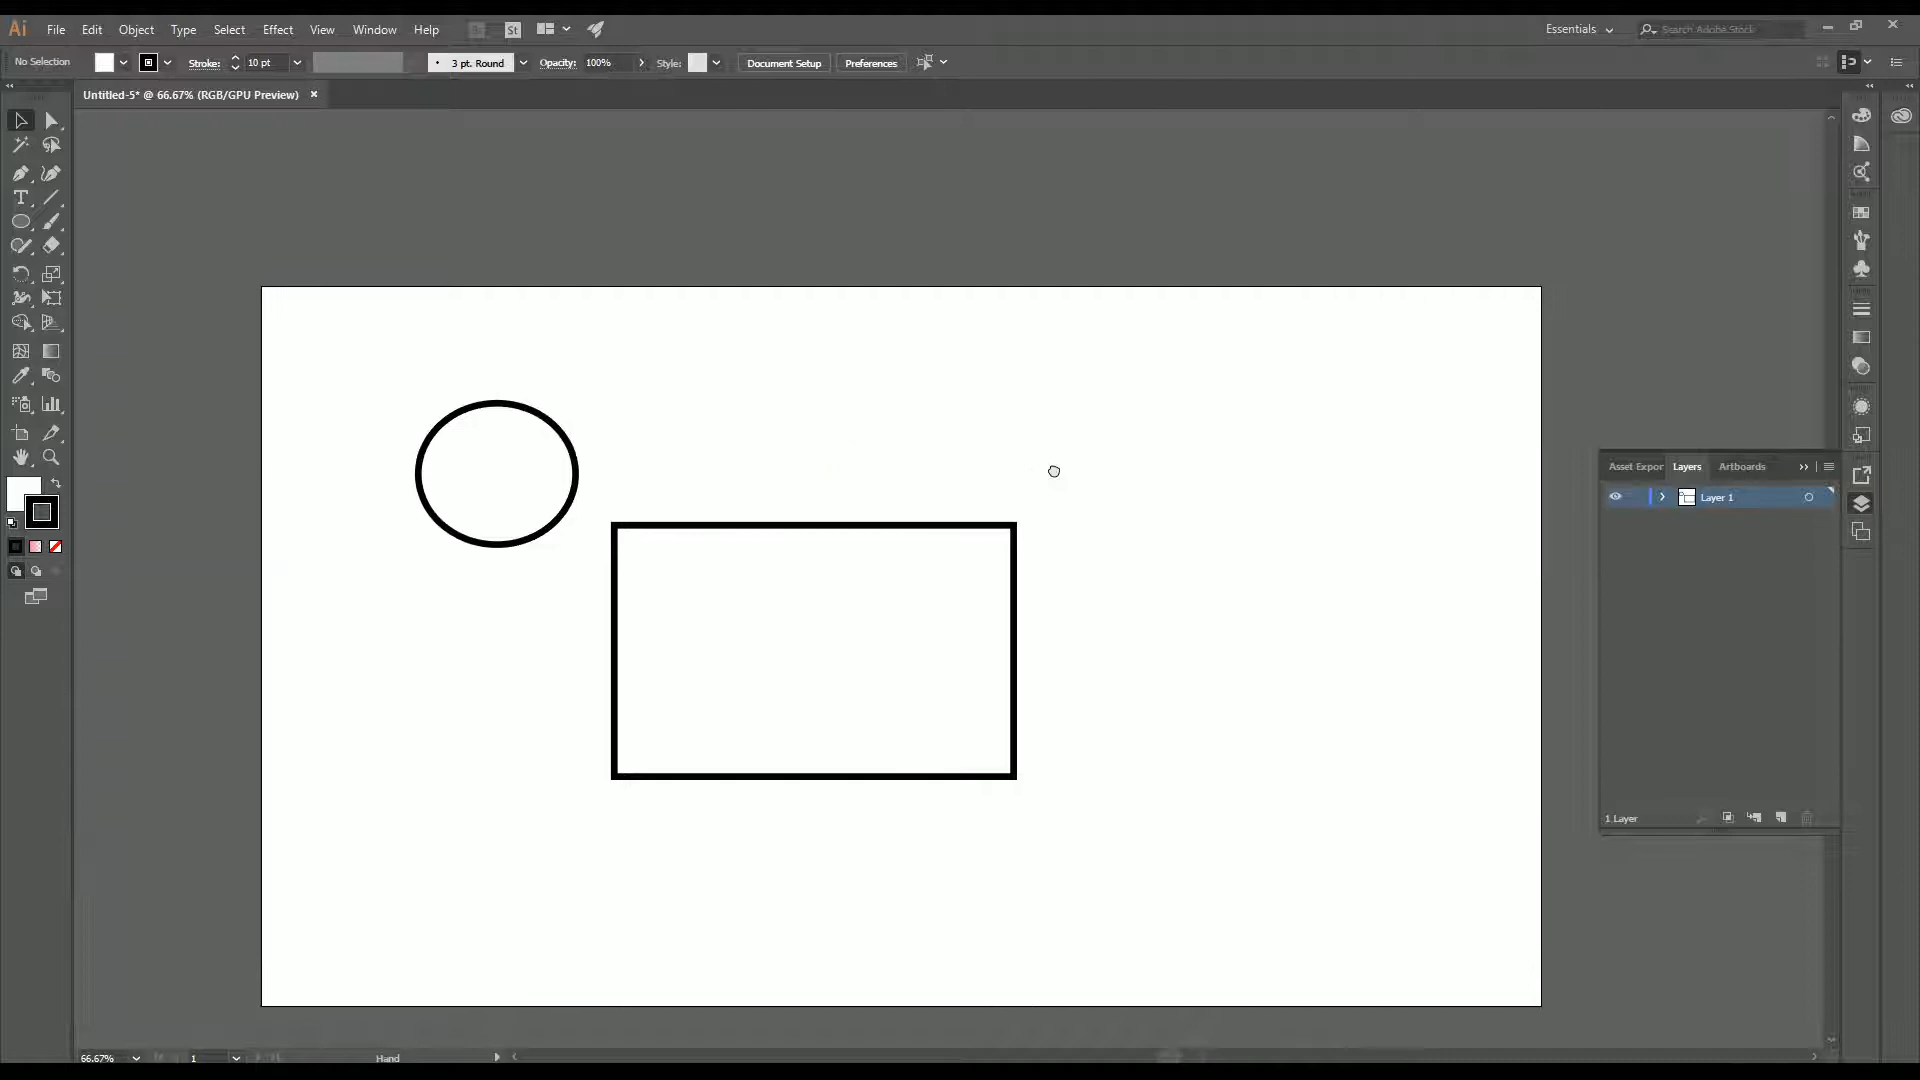 Ai File Edit Object Type Select Effect View Window Help Br St Essentials Search Adobe Stock
No Selection Stroke: 10 pt 3 pt. Round Opacity: 100% Style: Document Setup Preferences
Untitled-5* @ 66.67% (RGB/GPU Preview)
Asset Expor Layers Artboards
Layer 1
1 Layer
66.67% 1 Hand